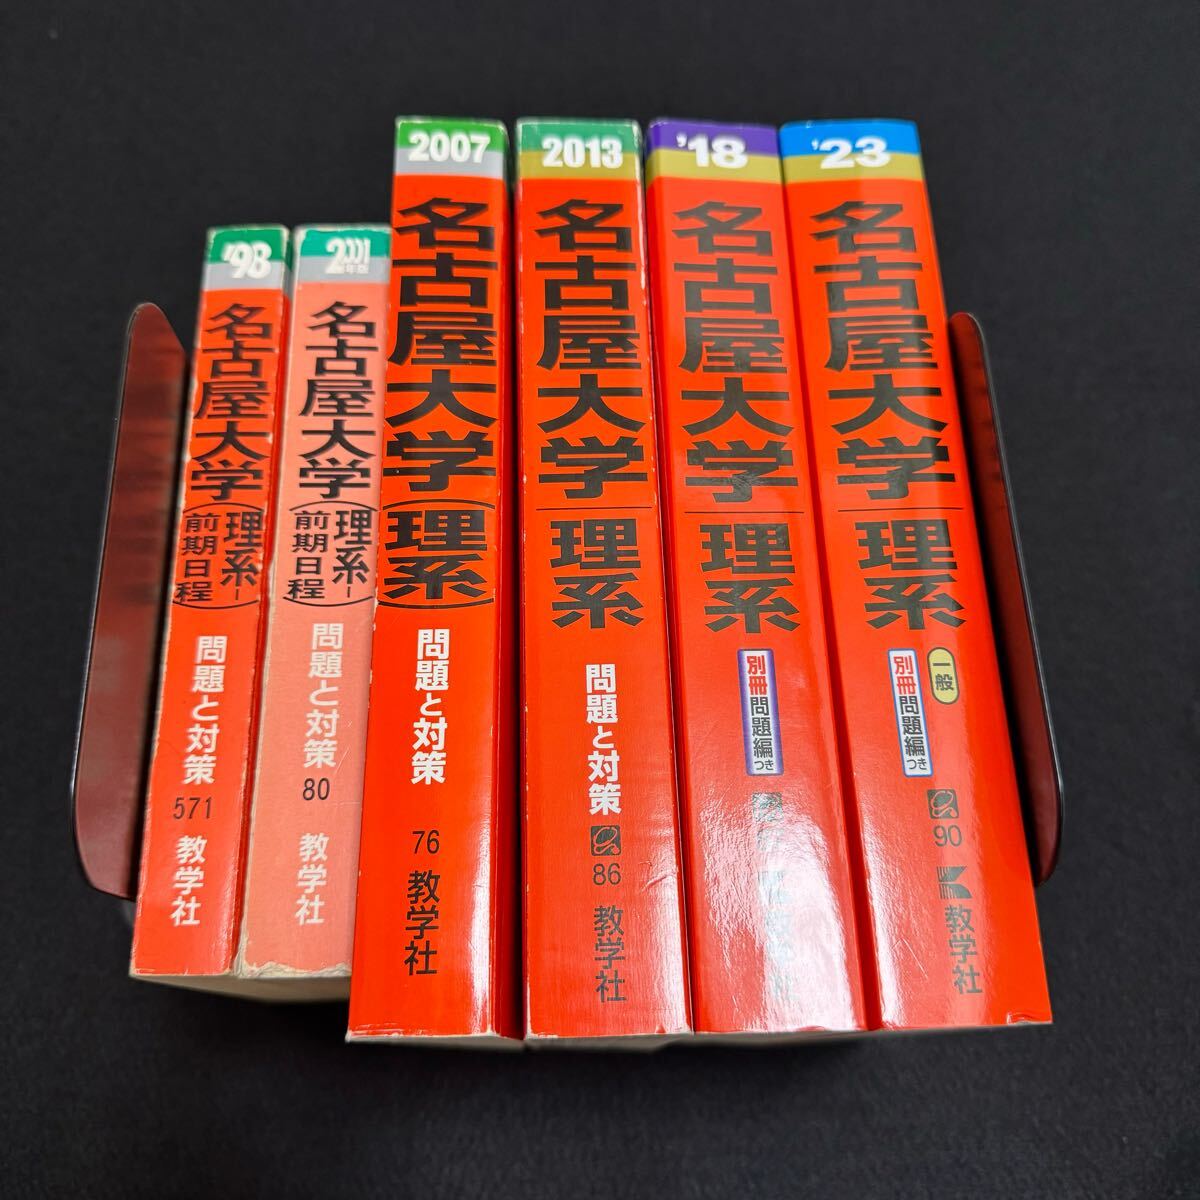 '98
名古屋大学
(理系-
前期日程)
問題と対策
571
教学社
2001
年版
名古屋大学
(理系-
前期日程)
問題と対策
80
教学社
2007
名古屋大学
(理系)
問題と対策
76
教学社
2013
名古屋大学
理系
問題と対策
86
教学社
'18
名古屋大学
理系
別冊問題編つき
教学社
'23
名古屋大学
理系
一般
別冊問題編つき
90
教学社